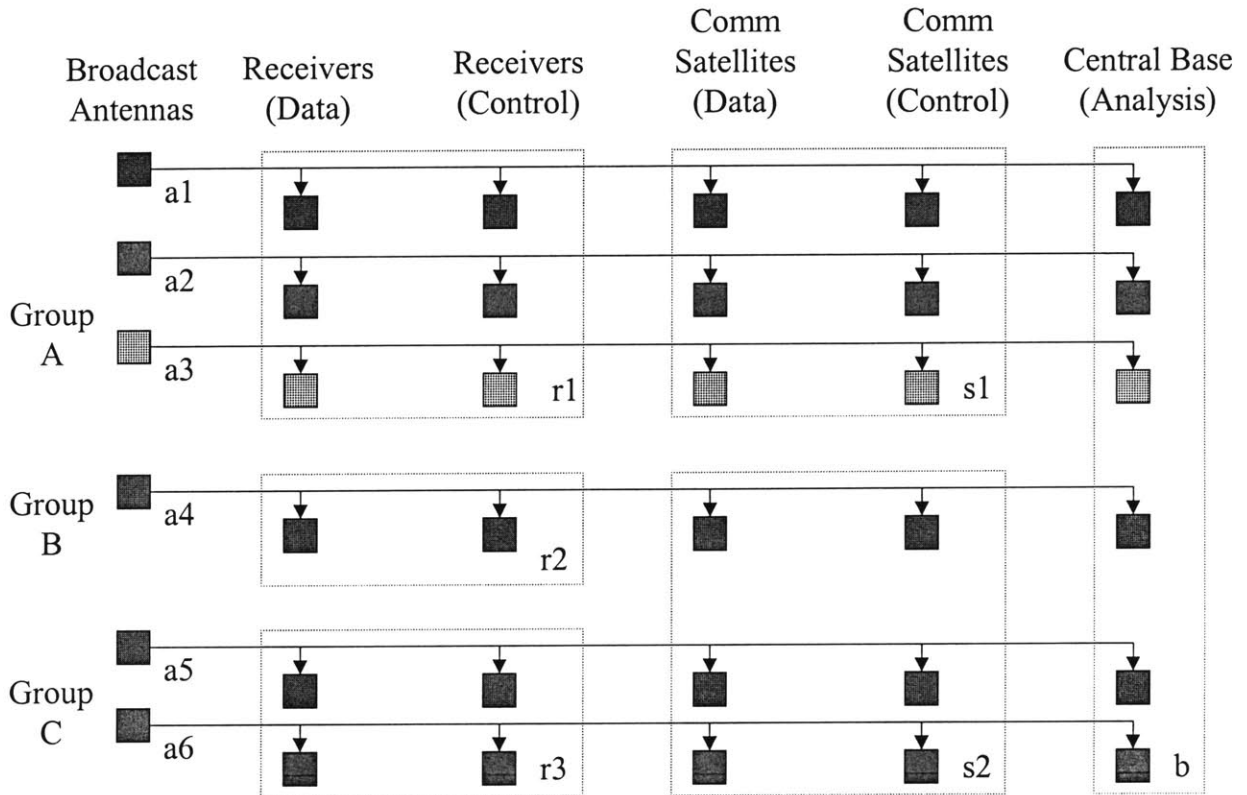 Broadcast
Antennas
Receivers
(Data)
Receivers
(Control)
Comm
Satellites
(Data)
Comm
Satellites
(Control)
Central Base
(Analysis)
a1
a2
Group
A
a3
r1
s1
Group
B
a4
r2
a5
Group
C
a6
r3
s2
b